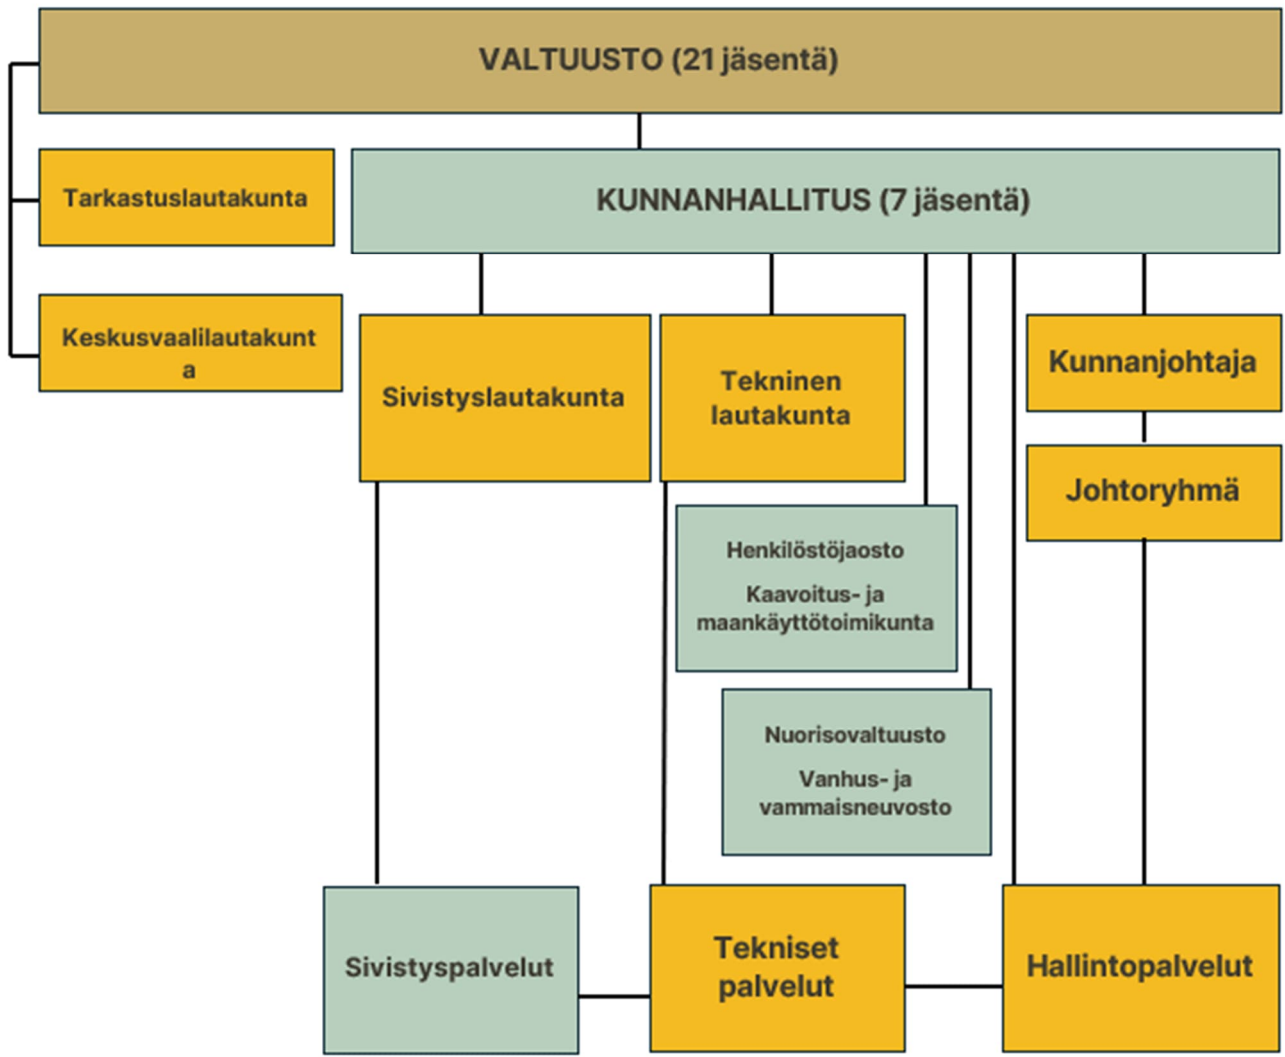 VALTUUSTO (21 jäsentä)
Tarkastuslautakunta
KUNNANHALLITUS (7 jäsentä)
Keskusvaalilautakunt
a
Sivistyslautakunta
Tekninen
lautakunta
Kunnanjohtaja
Johtoryhmä
Henkilöstöjaosto
Kaavoitus- ja
maankäyttötoimikunta
Nuorisovaltuusto
Vanhus- ja
vammaisneuvosto
Sivistyspalvelut
Tekniset
palvelut
Hallintopalvelut